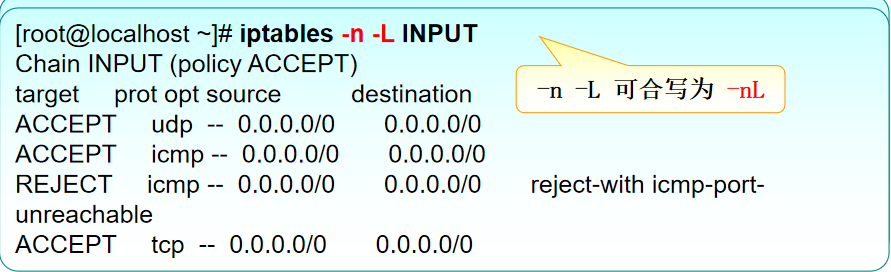 [root@localhost ~]# iptables -n -L INPUT
Chain INPUT (policy ACCEPT)
target prot opt source destination
-n -L 可合写为 -nL
ACCEPT udp -- 0.0.0.0/0 0.0.0.0/0
ACCEPT icmp -- 0.0.0.0/0 0.0.0.0/0
REJECT icmp -- 0.0.0.0/0 0.0.0.0/0 reject-with icmp-port-
unreachable
ACCEPT tcp -- 0.0.0.0/0 0.0.0.0/0